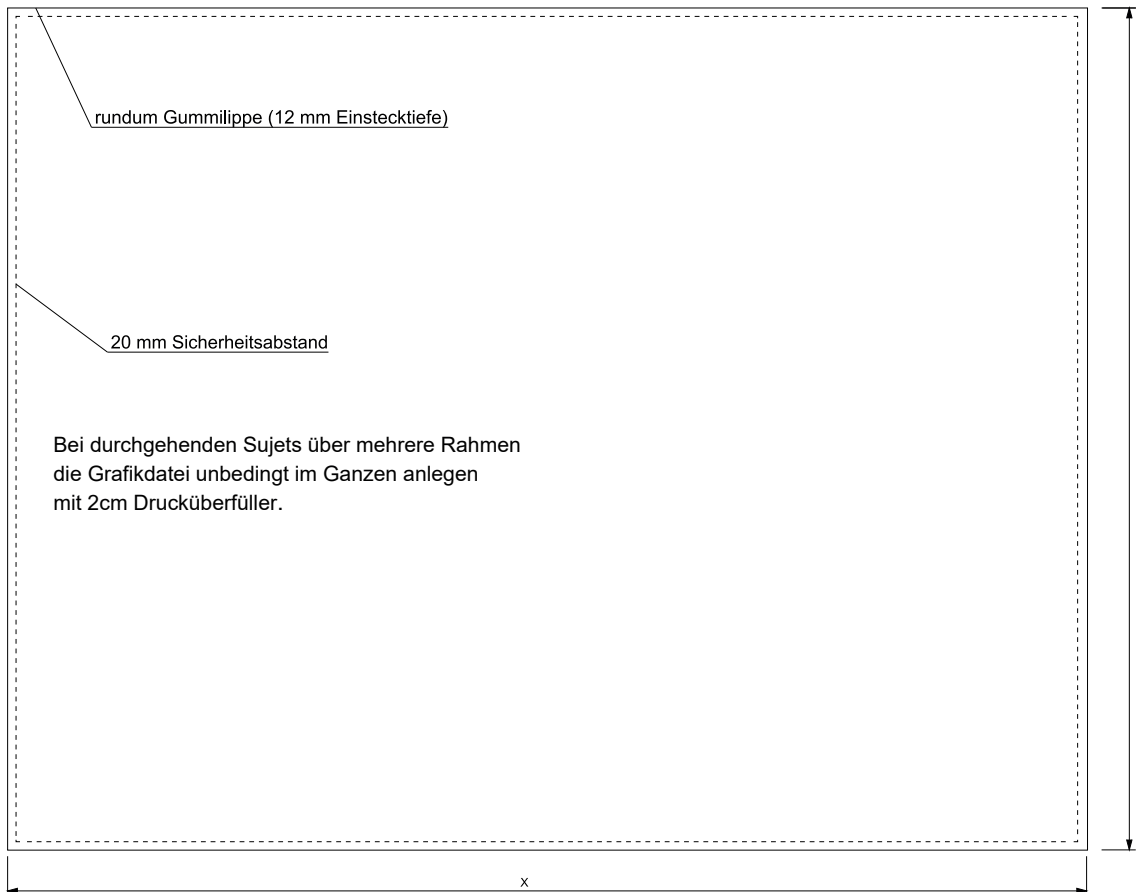 rundum Gummilippe (12 mm Einstecktiefe)
20 mm Sicherheitsabstand
Bei durchgehenden Sujets über mehrere Rahmen
die Grafikdatei unbedingt im Ganzen anlegen
mit 2cm Drucküberfüller.
x